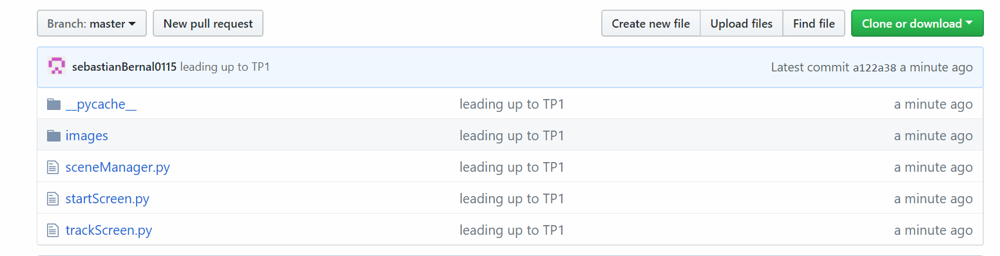 Branch: master New pull request Create new file Upload files Find file Clone or download
sebastianBernal0115 leading up to TP1 Latest commit a122a38 a minute ago
__pycache__ leading up to TP1 a minute ago
images leading up to TP1 a minute ago
sceneManager.py leading up to TP1 a minute ago
startScreen.py leading up to TP1 a minute ago
trackScreen.py leading up to TP1 a minute ago